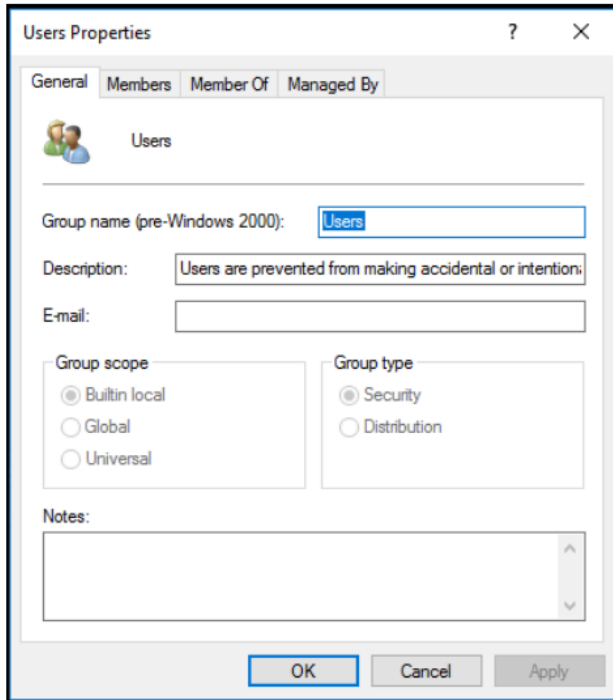 Users Properties ? ×
General Members Member Of Managed By
Users
Group name (pre-Windows 2000): Users
Description: Users are prevented from making accidental or intention
E-mail:
Group scope Group type
Builtin local Security
Global Distribution
Universal
Notes:
OK Cancel Apply